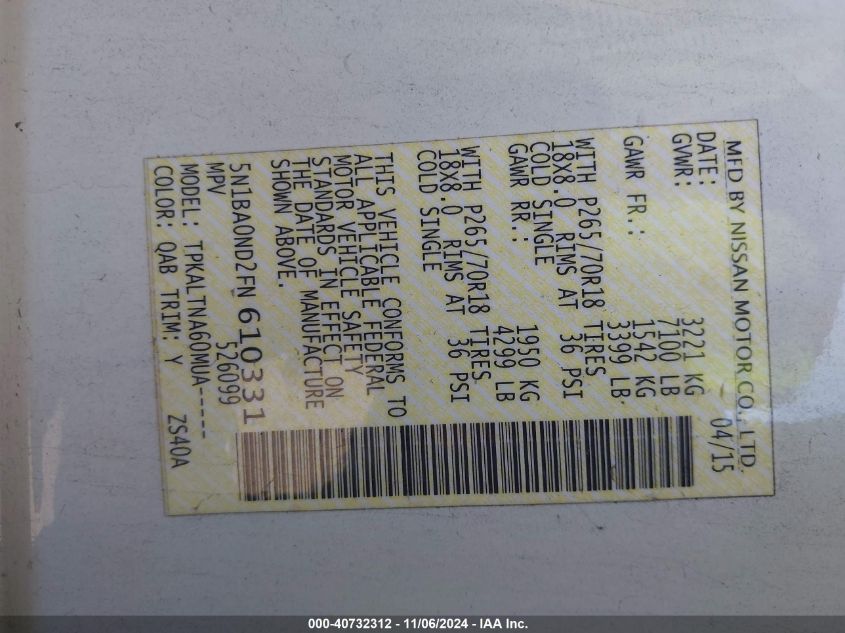 MFD BY NISSAN MOTOR CO., LTD.
DATE: 04/15
GVWR: 3221 KG
7100 LB
GAWR FR.: 1542 KG
3399 LB.
WITH P265/70R18 TIRES
18X8.0 RIMS AT 36 PSI
COLD SINGLE
GAWR RR.: 1950 KG
4299 LB
WITH P265/70R18 TIRES
18X8.0 RIMS AT 36 PSI
COLD SINGLE
THIS VEHICLE CONFORMS TO
ALL APPLICABLE FEDERAL
MOTOR VEHICLE SAFETY
STANDARDS IN EFFECT ON
THE DATE OF MANUFACTURE
SHOWN ABOVE.
5N1BA0ND2FN610331
MPV 526099
MODEL: TPKALTNA60MUA-----
COLOR: QAB TRIM: Y ZS40A
000-40732312 - 11/06/2024 - IAA Inc.